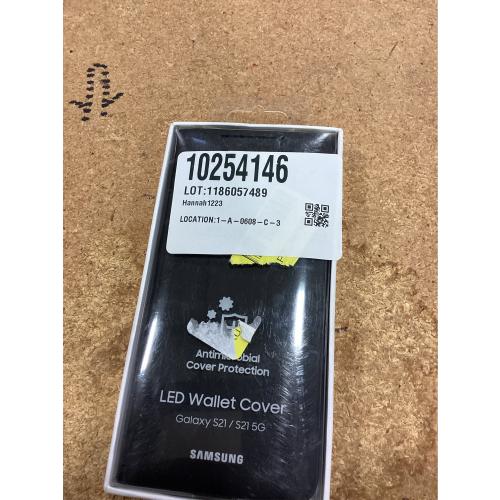 10254146
LOT:1186057489
Hannah1223
LOCATION:1-A-0608-C-3
Cover Protection
LED Wallet Cover
Galaxy S21 / S21 5G
SAMSUNG